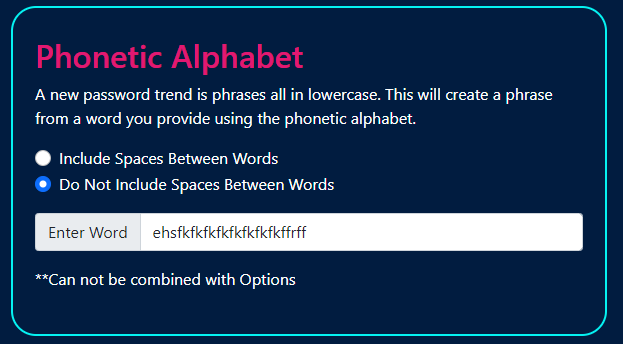 Phonetic Alphabet
A new password trend is phrases all in lowercase. This will create a phrase
from a word you provide using the phonetic alphabet.
Include Spaces Between Words
Do Not Include Spaces Between Words
Enter Word ehsfkfkfkfkfkfkfkfkffrff
**Can not be combined with Options